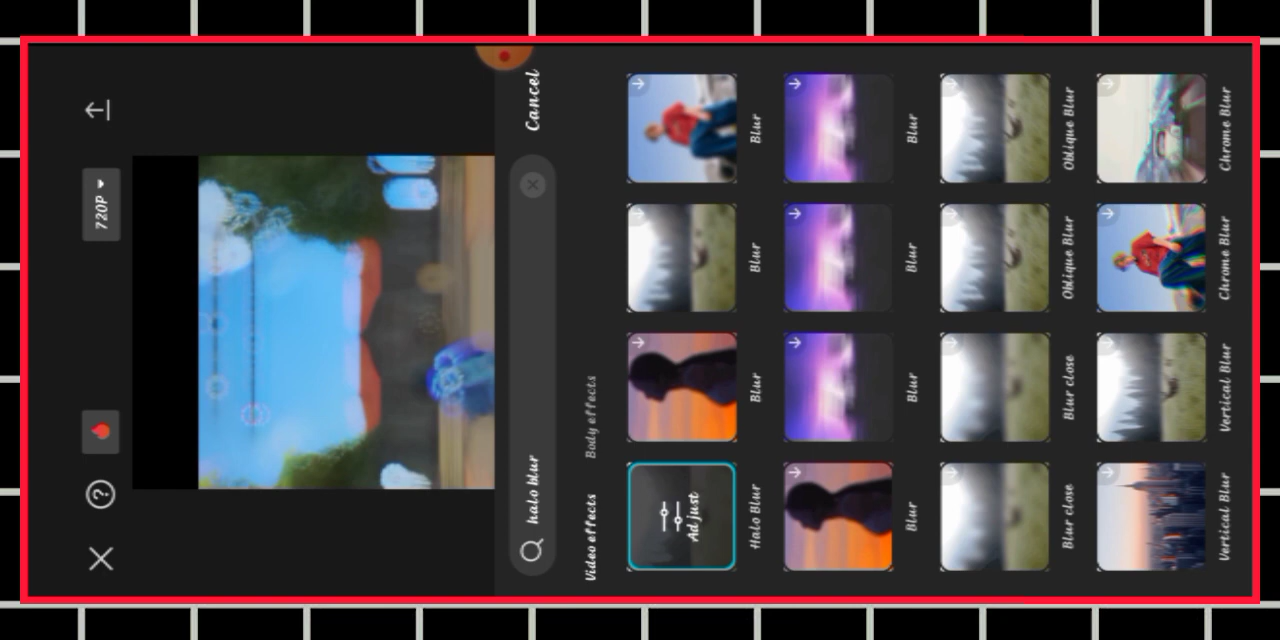 720P
halo blur
Cancel
Video effects
Body effects
Adjust
Halo Blur
Blur
Blur
Blur
Blur
Blur
Blur
Blur
Blur close
Blur close
Oblique Blur
Oblique Blur
Vertical Blur
Vertical Blur
Chrome Blur
Chrome Blur